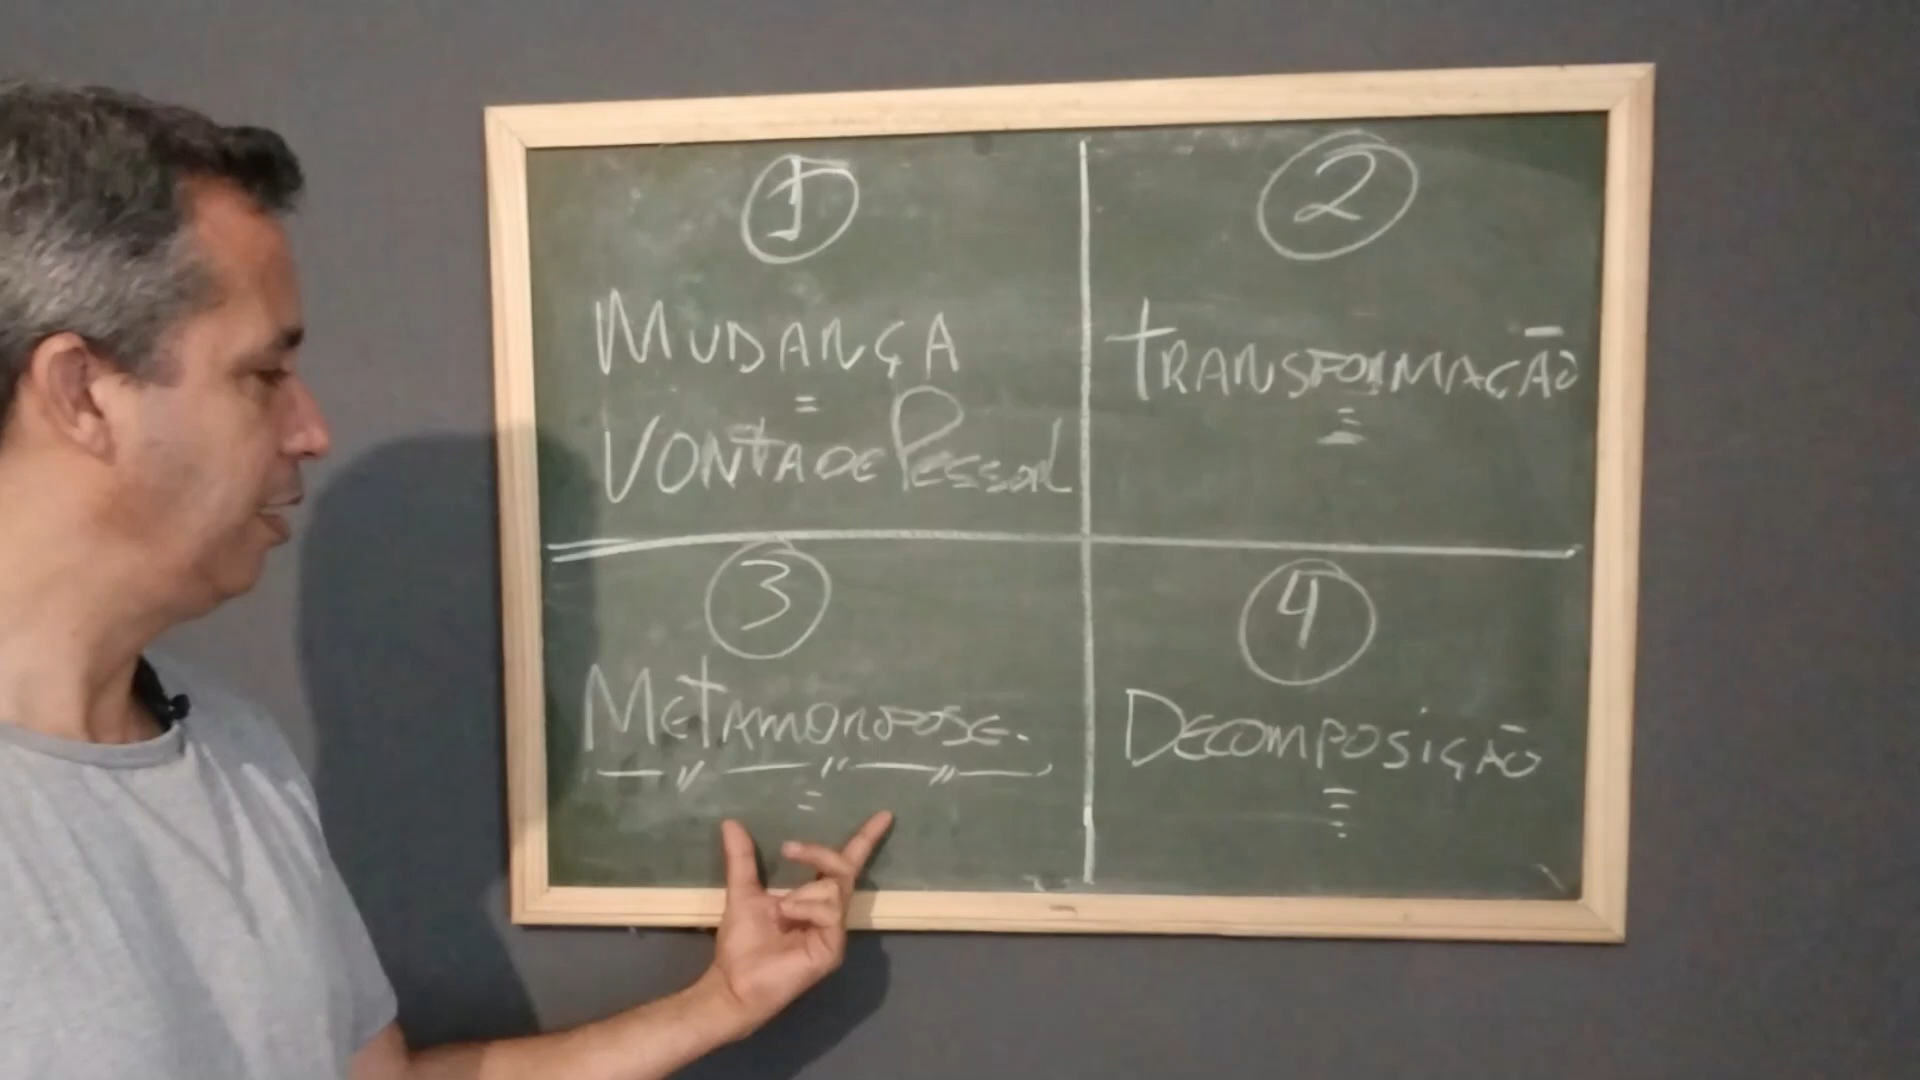 1
MUDANÇA
=
VONTADE PESSOAL
2
TRANSFORMAÇÃO
3
METAMORFOSE.
4
DECOMPOSIÇÃO